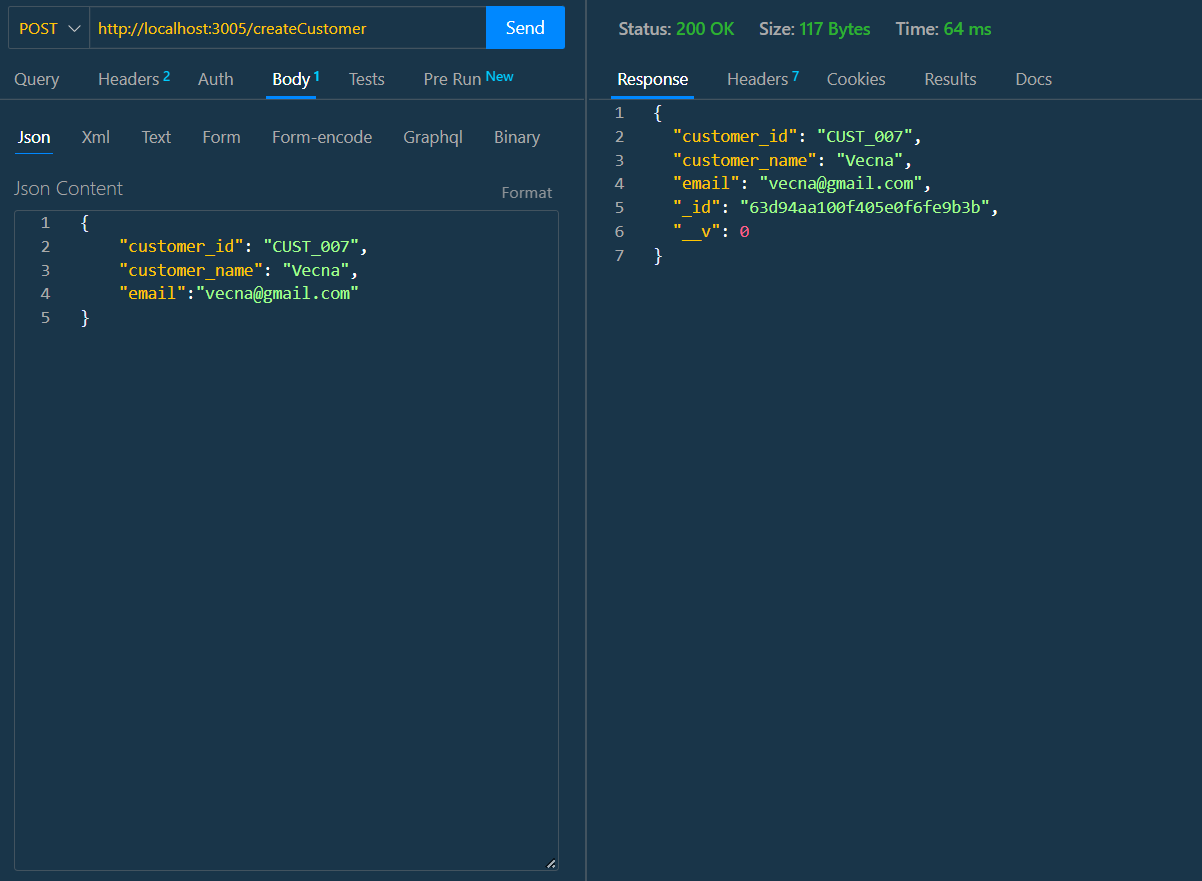 POST http://localhost:3005/createCustomer Send
Query Headers 2 Auth Body 1 Tests Pre Run New
Json Xml Text Form Form-encode Graphql Binary
Json Content Format
1 {
2 "customer_id": "CUST_007",
3 "customer_name": "Vecna",
4 "email":"vecna@gmail.com"
5 }
Status: 200 OK Size: 117 Bytes Time: 64 ms
Response Headers 7 Cookies Results Docs
1 {
2 "customer_id": "CUST_007",
3 "customer_name": "Vecna",
4 "email": "vecna@gmail.com",
5 "_id": "63d94aa100f405e0f6fe9b3b",
6 "__v": 0
7 }